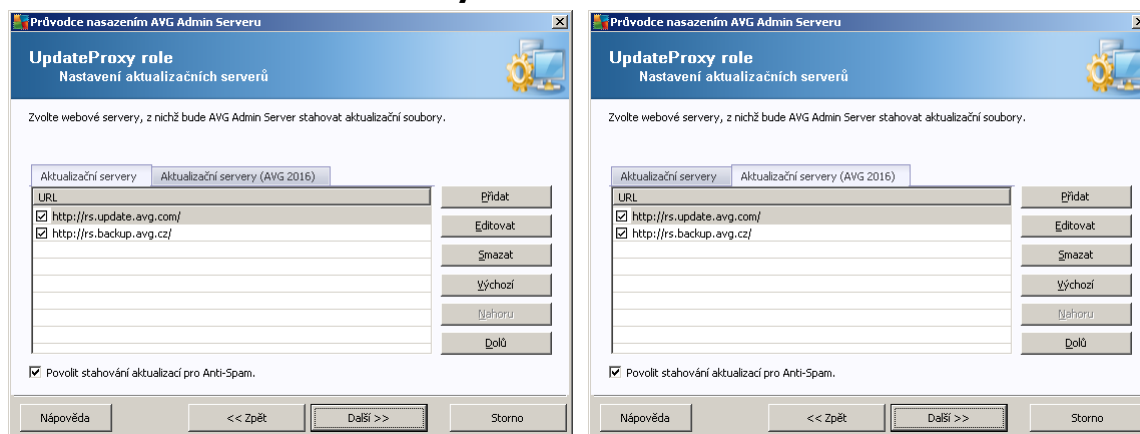 Průvodce nasazením AVG Admin Serveru
UpdateProxy role
Nastavení aktualizačních serverů
Zvolte webové servery, z nichž bude AVG Admin Server stahovat aktualizační soubory.
Aktualizační servery
Aktualizační servery (AVG 2016)
URL
http://rs.update.avg.com/
http://rs.backup.avg.cz/
Přidat
Editovat
Smazat
Výchozí
Nahoru
Dolů
Povolit stahování aktualizací pro Anti-Spam.
Nápověda
<< Zpět
Další >>
Storno
Průvodce nasazením AVG Admin Serveru
UpdateProxy role
Nastavení aktualizačních serverů
Zvolte webové servery, z nichž bude AVG Admin Server stahovat aktualizační soubory.
Aktualizační servery
Aktualizační servery (AVG 2016)
URL
http://rs.update.avg.com/
http://rs.backup.avg.cz/
Přidat
Editovat
Smazat
Výchozí
Nahoru
Dolů
Povolit stahování aktualizací pro Anti-Spam.
Nápověda
<< Zpět
Další >>
Storno